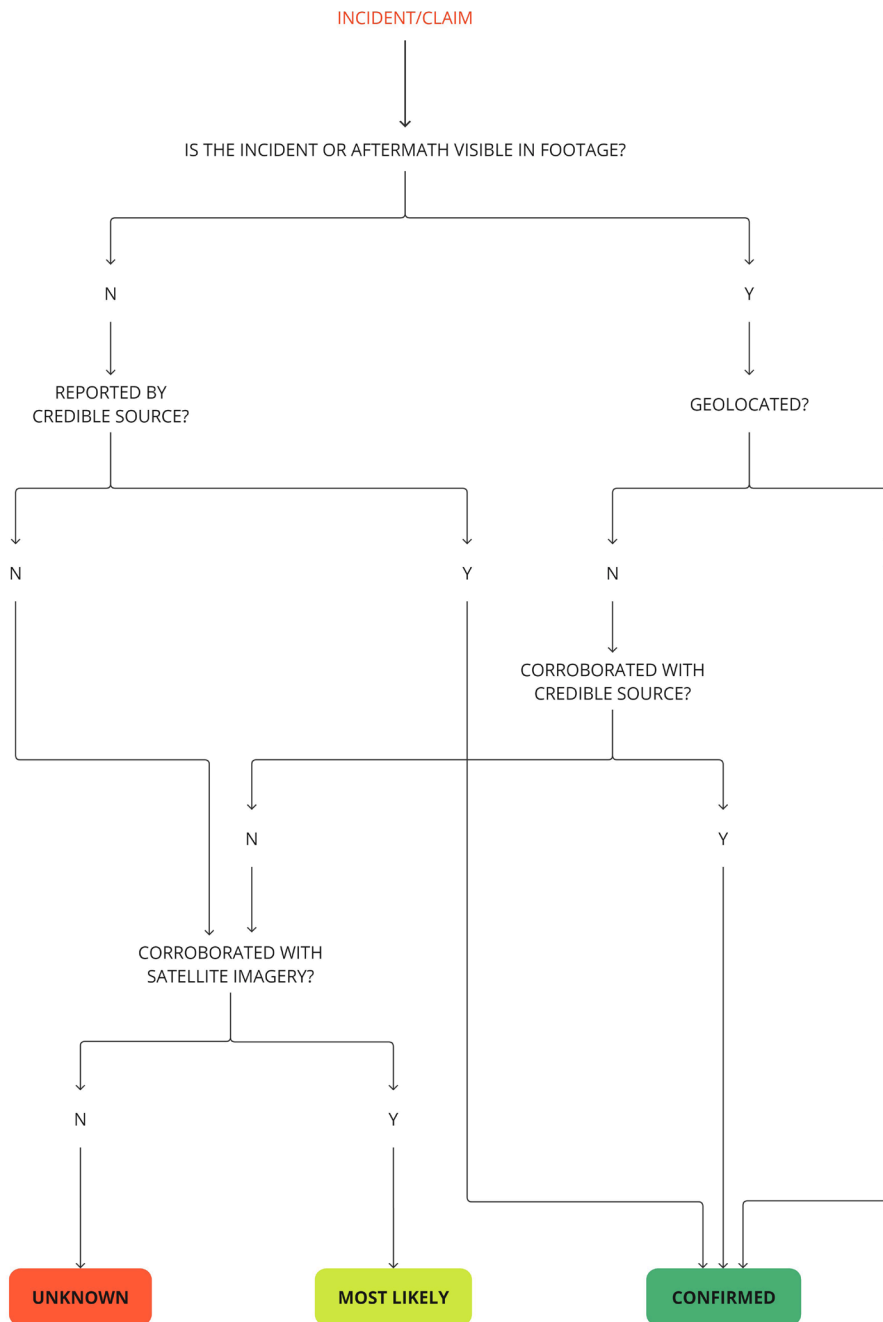 INCIDENT/CLAIM
IS THE INCIDENT OR AFTERMATH VISIBLE IN FOOTAGE?
N
Y
REPORTED BY
CREDIBLE SOURCE?
GEOLOCATED?
N
Y
N
CORROBORATED WITH
CREDIBLE SOURCE?
N
Y
CORROBORATED WITH
SATELLITE IMAGERY?
N
Y
UNKNOWN
MOST LIKELY
CONFIRMED